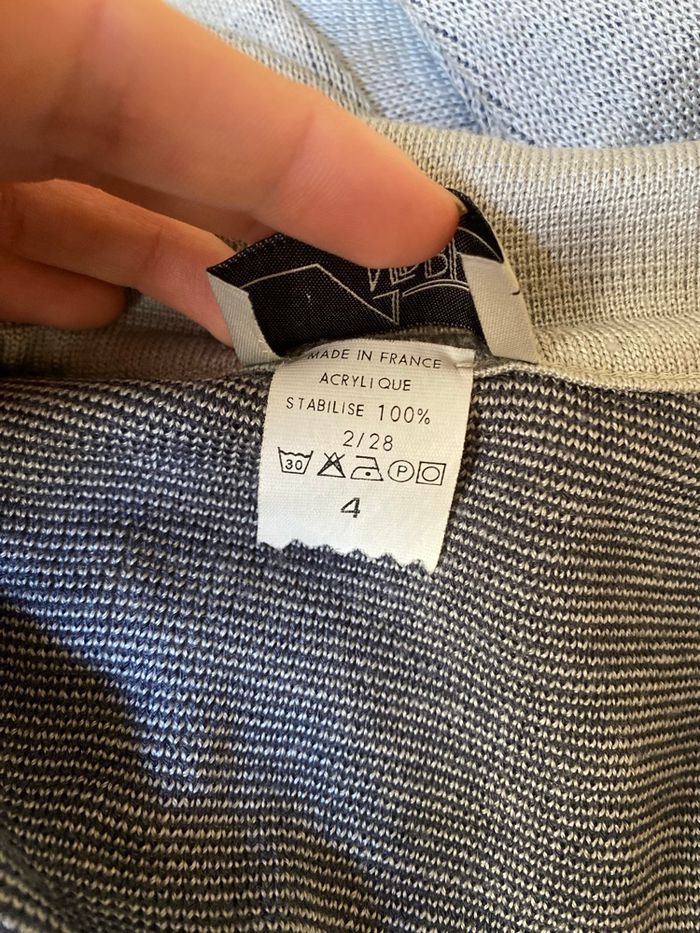 MADE IN FRANCE
ACRYLIQUE
STABILISE 100%
2/28
30 P
4